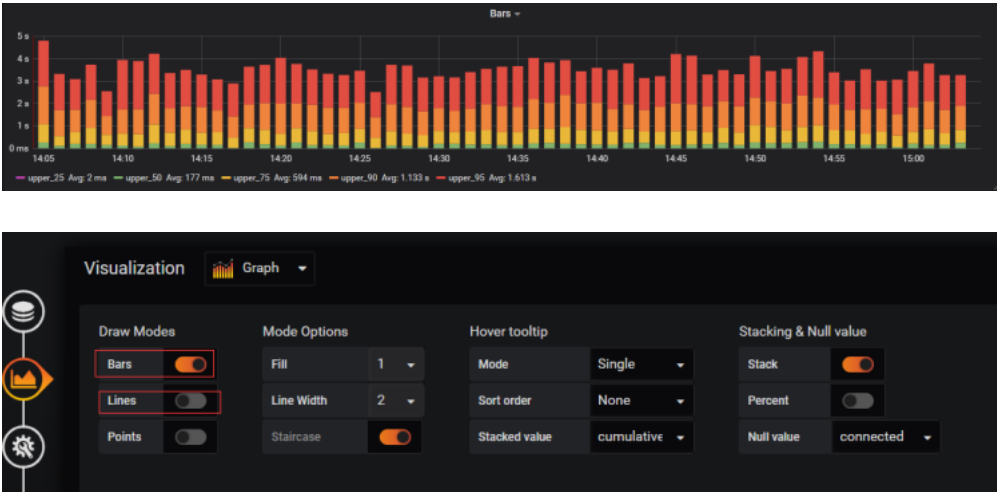 Bars
5 s
4 s
3 s
2 s
1 s
0 ms
14:05 14:10 14:15 14:20 14:25 14:30 14:35 14:40 14:45 14:50 14:55 15:00
upper_25 Avg: 2 ms upper_50 Avg: 177 ms upper_75 Avg: 594 ms upper_90 Avg: 1.133 s upper_95 Avg: 1.613 s
Visualization Graph
Draw Modes Mode Options Hover tooltip Stacking & Null value
Bars Fill 1 Mode Single Stack
Lines Line Width 2 Sort order None Percent
Points Staircase Stacked value cumulative Null value connected